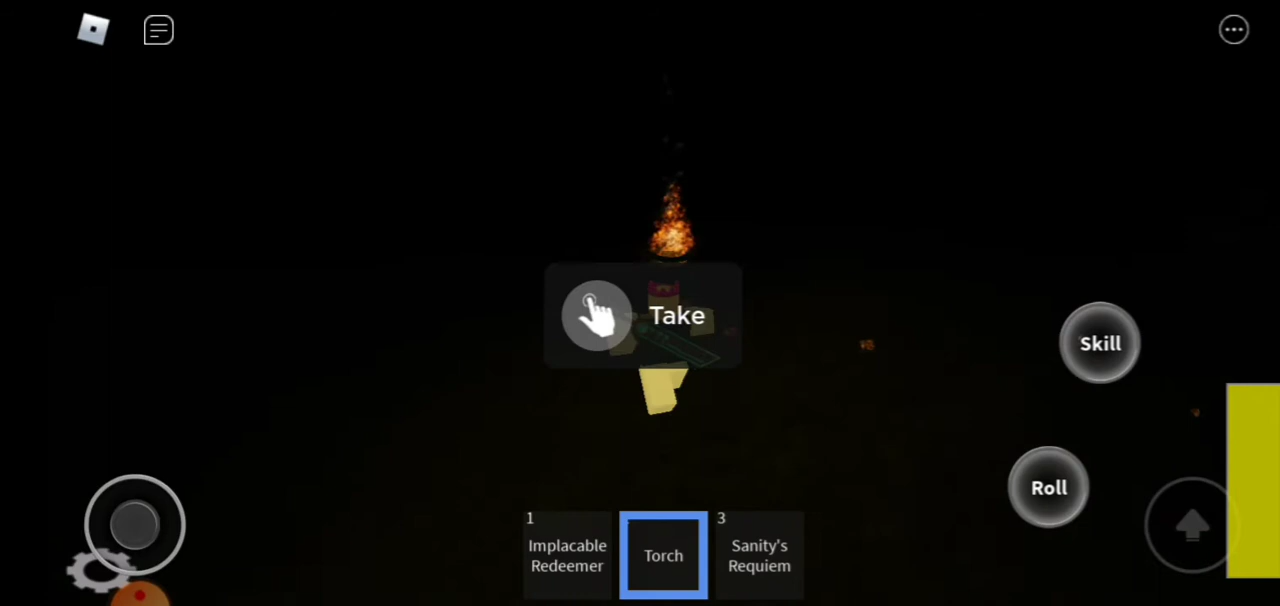 Take
Skill
Roll
1
Implacable
Redeemer
Torch
3
Sanity's
Requiem